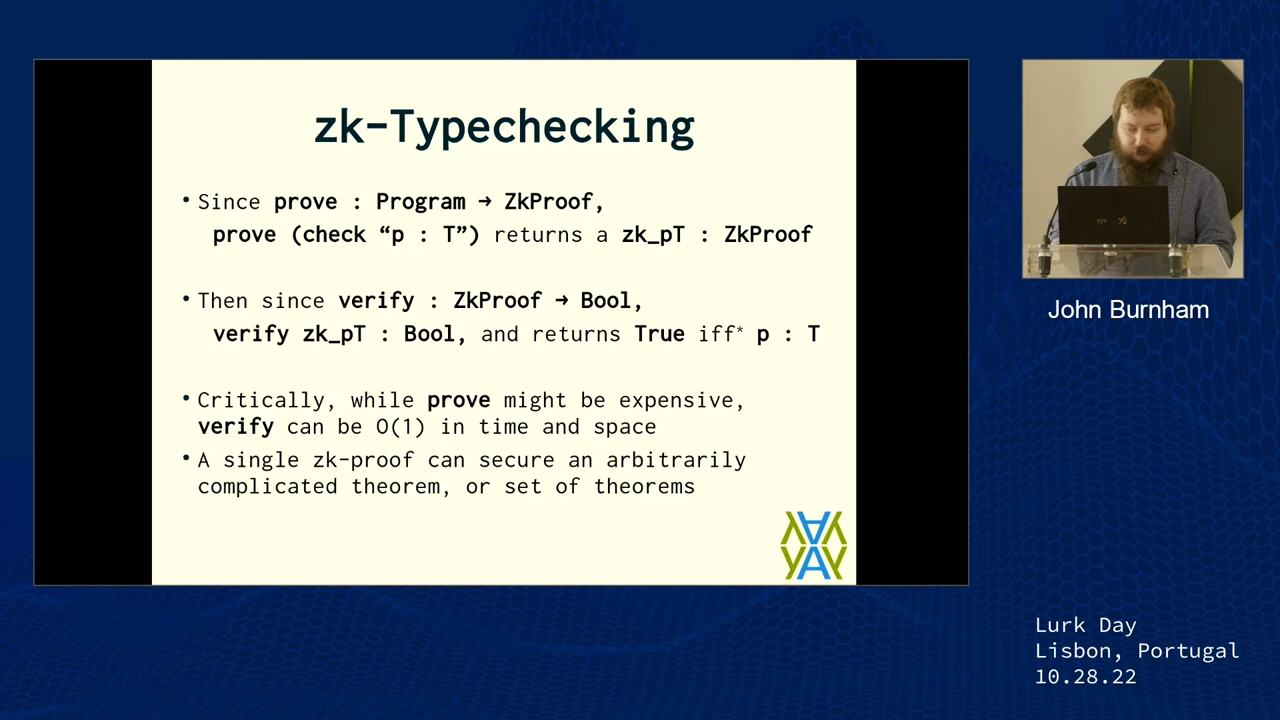 zk-Typechecking
• Since prove : Program → ZkProof,
prove (check “p : T”) returns a zk_pT : ZkProof
• Then since verify : ZkProof → Bool,
verify zk_pT : Bool, and returns True iff* p : T
• Critically, while prove might be expensive,
verify can be O(1) in time and space
• A single zk-proof can secure an arbitrarily
complicated theorem, or set of theorems
John Burnham
Lurk Day
Lisbon, Portugal
10.28.22